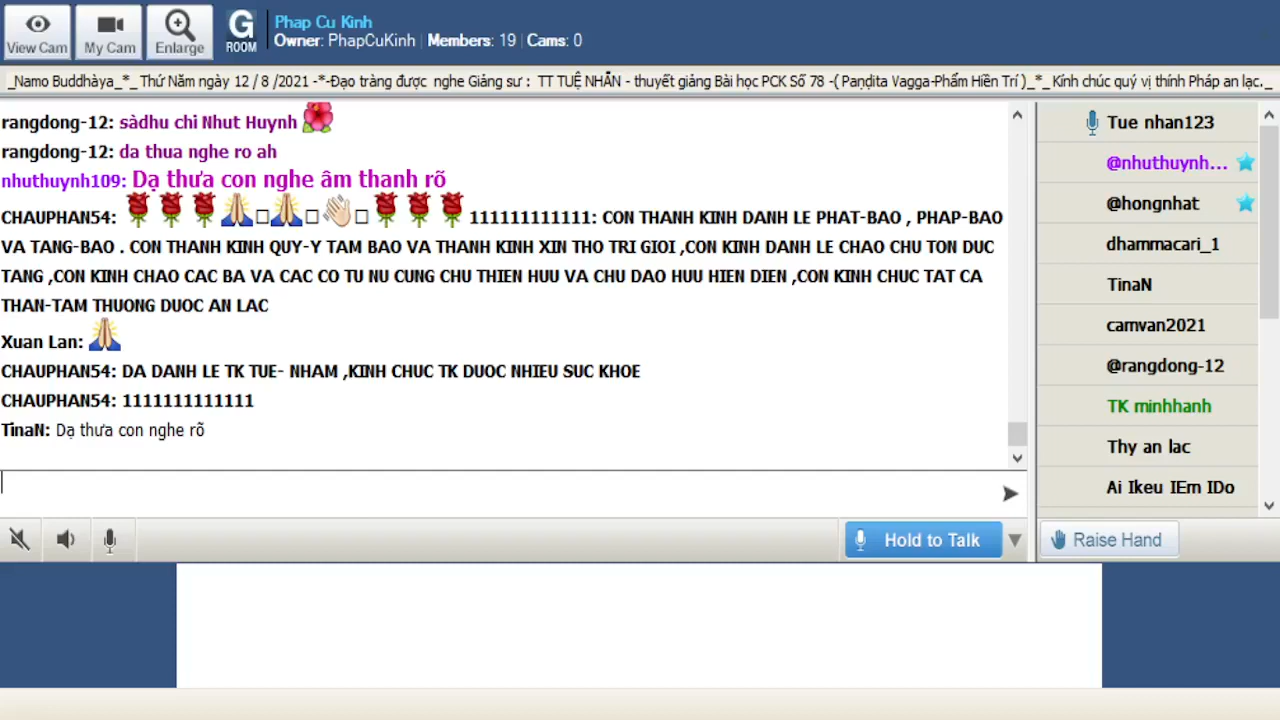 Phap Cu Kinh
View Cam My Cam Enlarge G ROOM Owner: PhapCuKinh Members: 19 Cams: 0
_Namo Buddhàya_*_ Thứ Năm ngày 12 / 8 /2021 -*-Đạo tràng được nghe Giảng sư : TT TUỆ NHẪN - thuyết giảng Bài học PCK Số 78 -( Paṇḍita Vagga-Phẩm Hiền Trí )_*_ Kính chúc quý vị thính Pháp an lạc._
rangdong-12: sàdhu chi Nhut Huynh
rangdong-12: da thua nghe ro ah
nhuthuynh109: Dạ thưa con nghe âm thanh rõ
CHAUPHAN54: 111111111111: CON THANH KINH DANH LE PHAT-BAO , PHAP-BAO
VA TANG-BAO . CON THANH KINH QUY-Y TAM BAO VA THANH KINH XIN THO TRI GIOI ,CON KINH DANH LE CHAO CHU TON DUC
TANG ,CON KINH CHAO CAC BA VA CAC CO TU NU CUNG CHU THIEN HUU VA CHU DAO HUU HIEN DIEN ,CON KINH CHUC TAT CA
THAN-TAM THUONG DUOC AN LAC
Xuan Lan:
CHAUPHAN54: DA DANH LE TK TUE- NHAM ,KINH CHUC TK DUOC NHIEU SUC KHOE
CHAUPHAN54: 1111111111111
TinaN: Dạ thưa con nghe rõ
Tue nhan123
@nhuthuynh...
@hongnhat
dhammacari_1
TinaN
camvan2021
@rangdong-12
TK minhhanh
Thy an lac
Ai Ikeu IEm IDo
Hold to Talk
Raise Hand